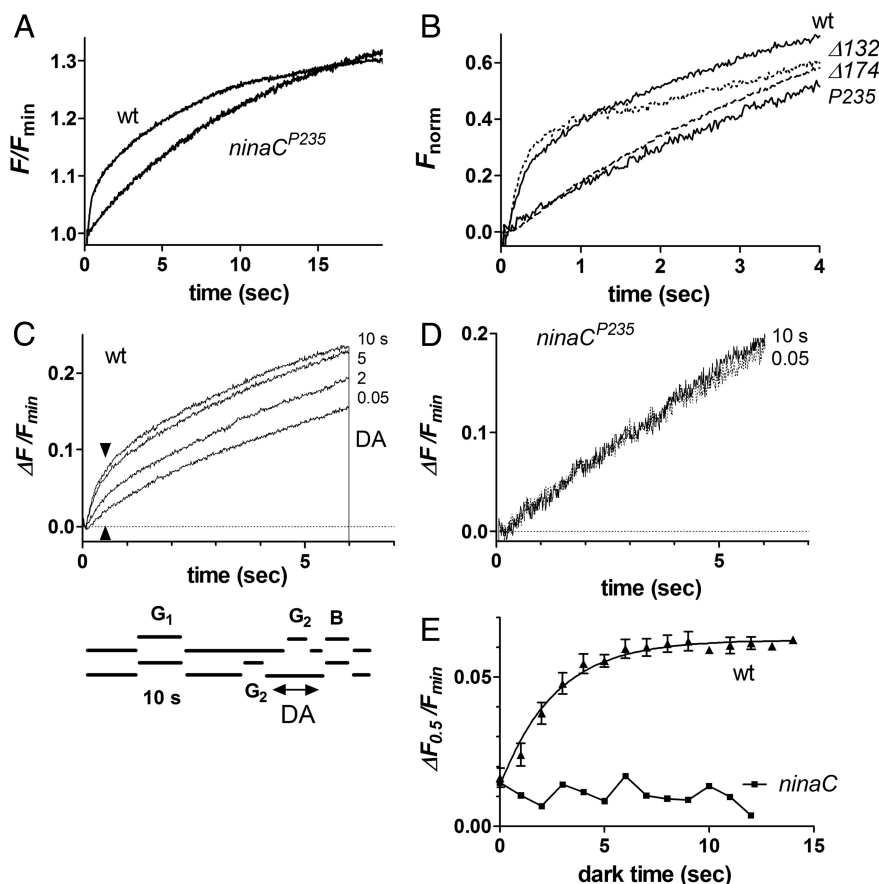 A
1.3
1.2
1.1
1.0
F/Fmin
wt
ninaC^P235
0
5
10
15
time (sec)
B
0.6
0.4
0.2
0.0
Fnorm
wt
Δ132
Δ174
P235
0
1
2
3
4
time (sec)
C
wt
0.2
0.1
0.0
ΔF/Fmin
10 s
5
2
0.05
DA
0
5
time (sec)
G1
G2
B
10 s
G2
DA
D
ninaC^P235
0.2
0.1
0.0
ΔF/Fmin
10 s
0.05
0
5
time (sec)
E
0.05
0.00
ΔF0.5/Fmin
wt
ninaC
0
5
10
15
dark time (sec)